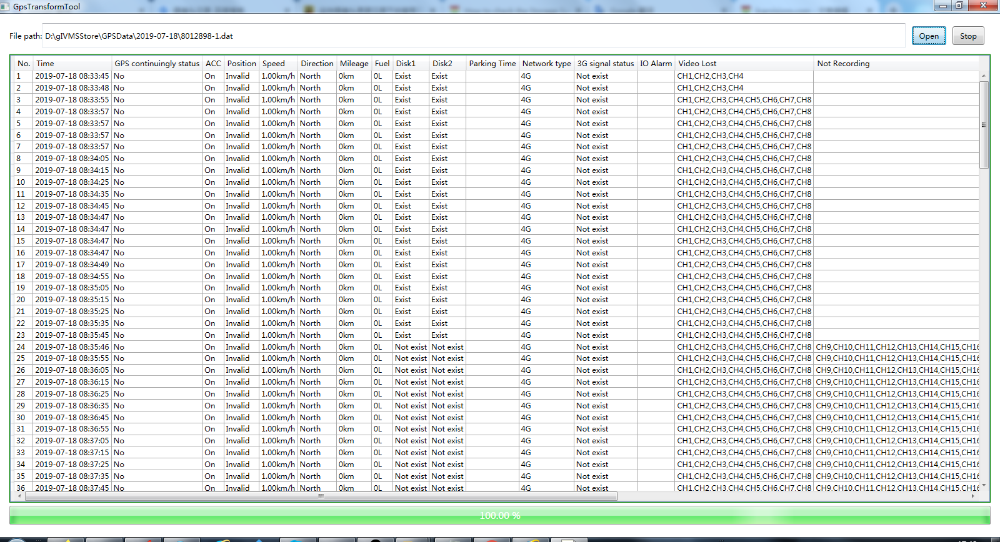 GpsTransformTool
File path: D:\gIVMSStore\GPSData\2019-07-18\8012898-1.dat Open Stop
No. Time GPS continuingly status ACC Position Speed Direction Mileage Fuel Disk1 Disk2 Parking Time Network type 3G signal status IO Alarm Video Lost Not Recording
1 2019-07-18 08:33:45 No On Invalid 1.00km/h North 0km 0L Exist Exist 4G Not exist CH1,CH2,CH3,CH4
2 2019-07-18 08:33:48 No On Invalid 1.00km/h North 0km 0L Exist Exist 4G Not exist CH1,CH2,CH3,CH4
3 2019-07-18 08:33:55 No On Invalid 1.00km/h North 0km 0L Exist Exist 4G Not exist CH1,CH2,CH3,CH4,CH5,CH6,CH7,CH8
4 2019-07-18 08:33:57 No On Invalid 1.00km/h North 0km 0L Exist Exist 4G Not exist CH1,CH2,CH3,CH4,CH5,CH6,CH7,CH8
5 2019-07-18 08:33:57 No On Invalid 1.00km/h North 0km 0L Exist Exist 4G Not exist CH1,CH2,CH3,CH4,CH5,CH6,CH7,CH8
6 2019-07-18 08:33:57 No On Invalid 1.00km/h North 0km 0L Exist Exist 4G Not exist CH1,CH2,CH3,CH4,CH5,CH6,CH7,CH8
7 2019-07-18 08:33:57 No On Invalid 1.00km/h North 0km 0L Exist Exist 4G Not exist CH1,CH2,CH3,CH4,CH5,CH6,CH7,CH8
8 2019-07-18 08:34:05 No On Invalid 1.00km/h North 0km 0L Exist Exist 4G Not exist CH1,CH2,CH3,CH4,CH5,CH6,CH7,CH8
9 2019-07-18 08:34:15 No On Invalid 1.00km/h North 0km 0L Exist Exist 4G Not exist CH1,CH2,CH3,CH4,CH5,CH6,CH7,CH8
10 2019-07-18 08:34:25 No On Invalid 1.00km/h North 0km 0L Exist Exist 4G Not exist CH1,CH2,CH3,CH4,CH5,CH6,CH7,CH8
11 2019-07-18 08:34:35 No On Invalid 1.00km/h North 0km 0L Exist Exist 4G Not exist CH1,CH2,CH3,CH4,CH5,CH6,CH7,CH8
12 2019-07-18 08:34:45 No On Invalid 1.00km/h North 0km 0L Exist Exist 4G Not exist CH1,CH2,CH3,CH4,CH5,CH6,CH7,CH8
13 2019-07-18 08:34:47 No On Invalid 1.00km/h North 0km 0L Exist Exist 4G Not exist CH1,CH2,CH3,CH4,CH5,CH6,CH7,CH8
14 2019-07-18 08:34:47 No On Invalid 1.00km/h North 0km 0L Exist Exist 4G Not exist CH1,CH2,CH3,CH4,CH5,CH6,CH7,CH8
15 2019-07-18 08:34:47 No On Invalid 1.00km/h North 0km 0L Exist Exist 4G Not exist CH1,CH2,CH3,CH4,CH5,CH6,CH7,CH8
16 2019-07-18 08:34:47 No On Invalid 1.00km/h North 0km 0L Exist Exist 4G Not exist CH1,CH2,CH3,CH4,CH5,CH6,CH7,CH8
17 2019-07-18 08:34:49 No On Invalid 1.00km/h North 0km 0L Exist Exist 4G Not exist CH1,CH2,CH3,CH4,CH5,CH6,CH7,CH8
18 2019-07-18 08:34:55 No On Invalid 1.00km/h North 0km 0L Exist Exist 4G Not exist CH1,CH2,CH3,CH4,CH5,CH6,CH7,CH8
19 2019-07-18 08:35:05 No On Invalid 1.00km/h North 0km 0L Exist Exist 4G Not exist CH1,CH2,CH3,CH4,CH5,CH6,CH7,CH8
20 2019-07-18 08:35:15 No On Invalid 1.00km/h North 0km 0L Exist Exist 4G Not exist CH1,CH2,CH3,CH4,CH5,CH6,CH7,CH8
21 2019-07-18 08:35:25 No On Invalid 1.00km/h North 0km 0L Exist Exist 4G Not exist CH1,CH2,CH3,CH4,CH5,CH6,CH7,CH8
22 2019-07-18 08:35:35 No On Invalid 1.00km/h North 0km 0L Exist Exist 4G Not exist CH1,CH2,CH3,CH4,CH5,CH6,CH7,CH8
23 2019-07-18 08:35:45 No On Invalid 1.00km/h North 0km 0L Exist Exist 4G Not exist CH1,CH2,CH3,CH4,CH5,CH6,CH7,CH8
24 2019-07-18 08:35:46 No On Invalid 1.00km/h North 0km 0L Not exist Not exist 4G Not exist CH1,CH2,CH3,CH4,CH5,CH6,CH7,CH8 CH9,CH10,CH11,CH12,CH13,CH14,CH15,CH16
25 2019-07-18 08:35:55 No On Invalid 1.00km/h North 0km 0L Not exist Not exist 4G Not exist CH1,CH2,CH3,CH4,CH5,CH6,CH7,CH8 CH9,CH10,CH11,CH12,CH13,CH14,CH15,CH16
26 2019-07-18 08:36:05 No On Invalid 1.00km/h North 0km 0L Not exist Not exist 4G Not exist CH1,CH2,CH3,CH4,CH5,CH6,CH7,CH8 CH9,CH10,CH11,CH12,CH13,CH14,CH15,CH16
27 2019-07-18 08:36:15 No On Invalid 1.00km/h North 0km 0L Not exist Not exist 4G Not exist CH1,CH2,CH3,CH4,CH5,CH6,CH7,CH8 CH9,CH10,CH11,CH12,CH13,CH14,CH15,CH16
28 2019-07-18 08:36:25 No On Invalid 1.00km/h North 0km 0L Not exist Not exist 4G Not exist CH1,CH2,CH3,CH4,CH5,CH6,CH7,CH8 CH9,CH10,CH11,CH12,CH13,CH14,CH15,CH16
29 2019-07-18 08:36:35 No On Invalid 1.00km/h North 0km 0L Not exist Not exist 4G Not exist CH1,CH2,CH3,CH4,CH5,CH6,CH7,CH8 CH9,CH10,CH11,CH12,CH13,CH14,CH15,CH16
30 2019-07-18 08:36:45 No On Invalid 1.00km/h North 0km 0L Not exist Not exist 4G Not exist CH1,CH2,CH3,CH4,CH5,CH6,CH7,CH8 CH9,CH10,CH11,CH12,CH13,CH14,CH15,CH16
31 2019-07-18 08:36:55 No On Invalid 1.00km/h North 0km 0L Not exist Not exist 4G Not exist CH1,CH2,CH3,CH4,CH5,CH6,CH7,CH8 CH9,CH10,CH11,CH12,CH13,CH14,CH15,CH16
32 2019-07-18 08:37:05 No On Invalid 1.00km/h North 0km 0L Not exist Not exist 4G Not exist CH1,CH2,CH3,CH4,CH5,CH6,CH7,CH8 CH9,CH10,CH11,CH12,CH13,CH14,CH15,CH16
33 2019-07-18 08:37:15 No On Invalid 1.00km/h North 0km 0L Not exist Not exist 4G Not exist CH1,CH2,CH3,CH4,CH5,CH6,CH7,CH8 CH9,CH10,CH11,CH12,CH13,CH14,CH15,CH16
34 2019-07-18 08:37:25 No On Invalid 1.00km/h North 0km 0L Not exist Not exist 4G Not exist CH1,CH2,CH3,CH4,CH5,CH6,CH7,CH8 CH9,CH10,CH11,CH12,CH13,CH14,CH15,CH16
35 2019-07-18 08:37:35 No On Invalid 1.00km/h North 0km 0L Not exist Not exist 4G Not exist CH1,CH2,CH3,CH4,CH5,CH6,CH7,CH8 CH9,CH10,CH11,CH12,CH13,CH14,CH15,CH16
36 2019-07-18 08:37:45 No On Invalid 1.00km/h North 0km 0L Not exist Not exist 4G Not exist CH1,CH2,CH3,CH4,CH5,CH6,CH7,CH8 CH9,CH10,CH11,CH12,CH13,CH14,CH15,CH16
100.00 %